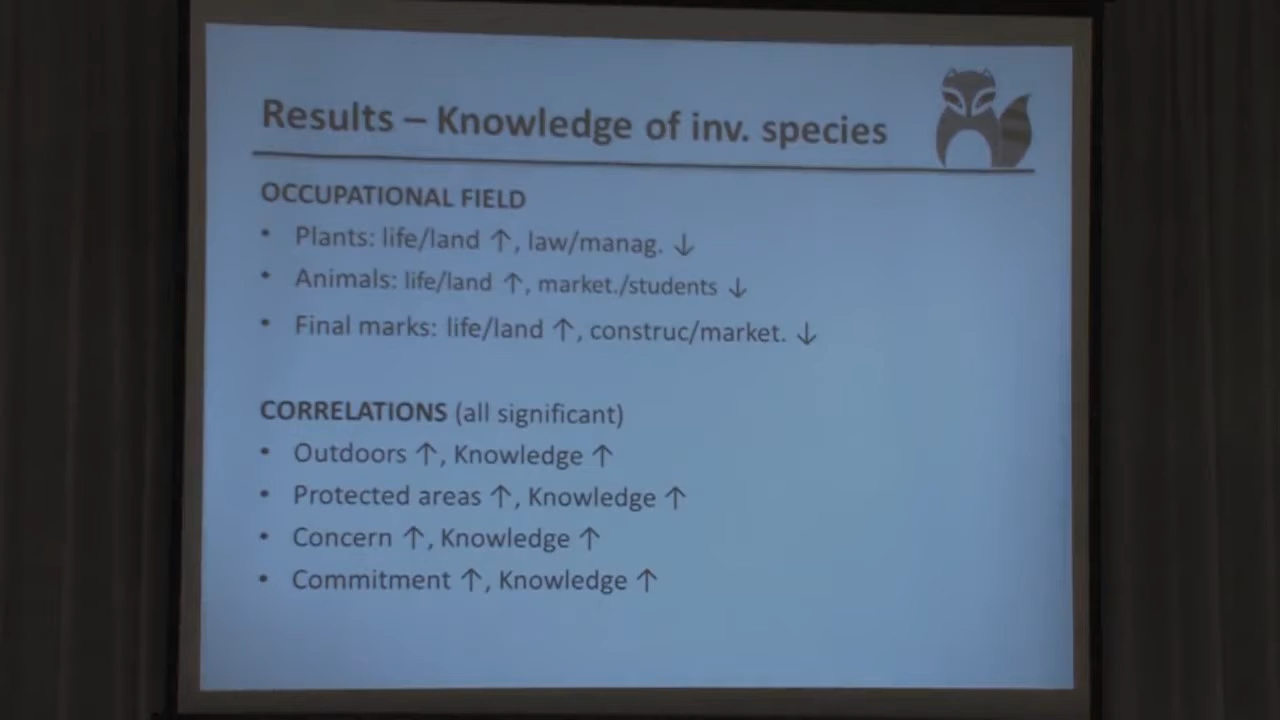 Results – Knowledge of inv. species
OCCUPATIONAL FIELD
• Plants: life/land ↑, law/manag. ↓
• Animals: life/land ↑, market./students ↓
• Final marks: life/land ↑, construc/market. ↓
CORRELATIONS (all significant)
• Outdoors ↑, Knowledge ↑
• Protected areas ↑, Knowledge ↑
• Concern ↑, Knowledge ↑
• Commitment ↑, Knowledge ↑